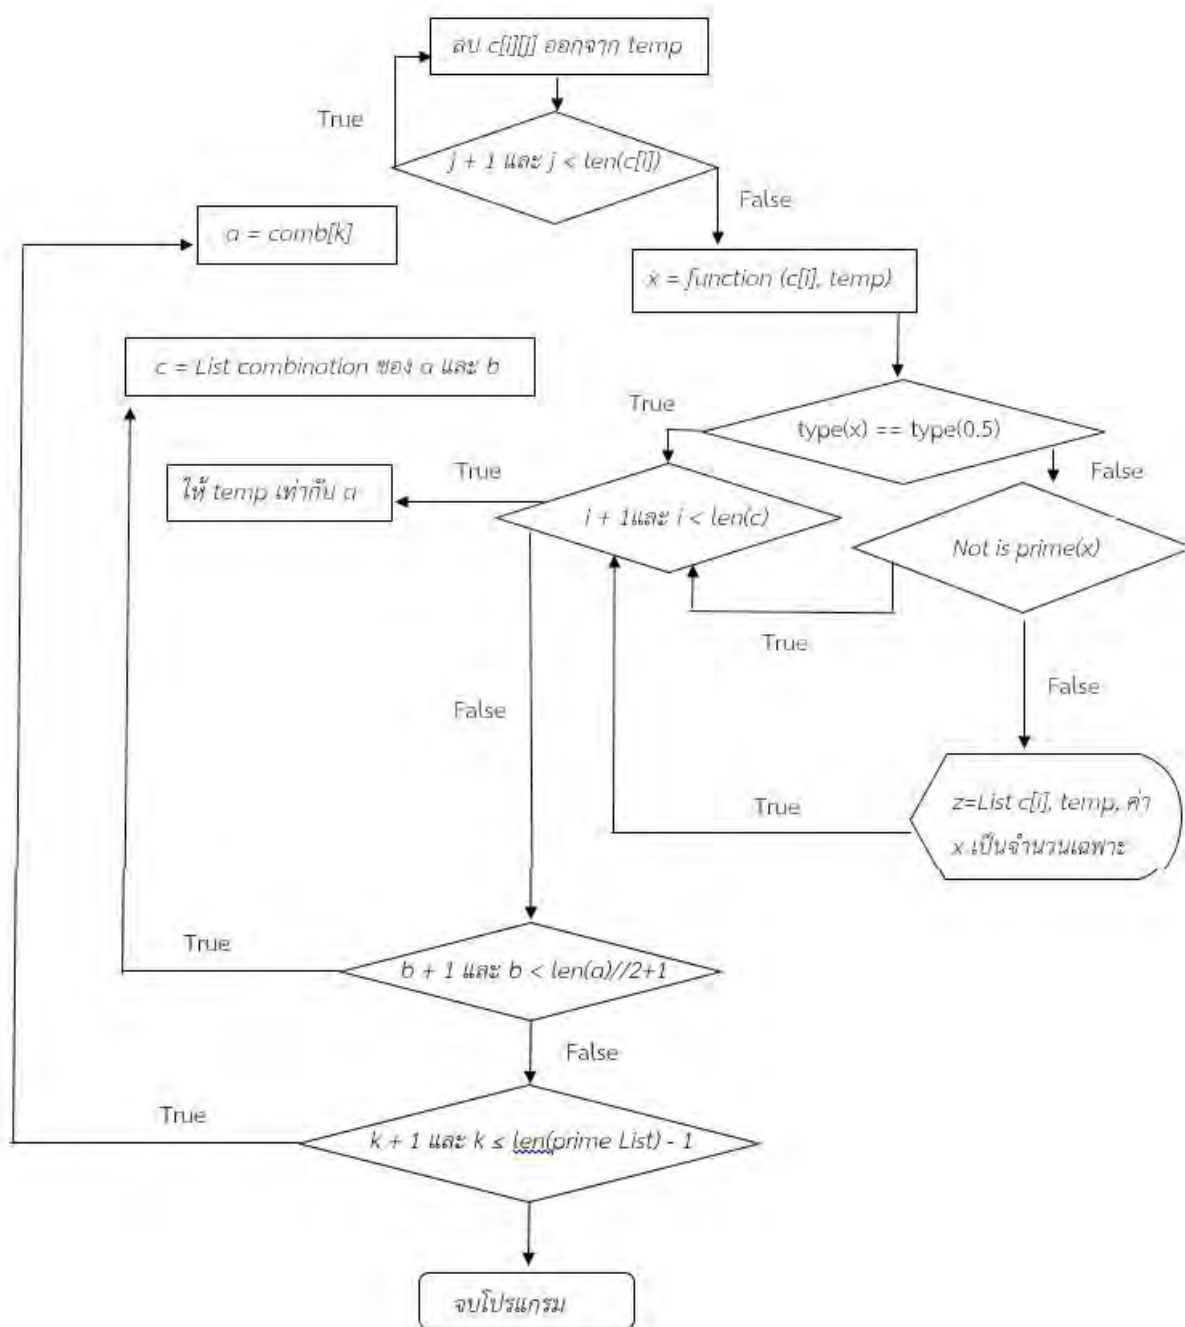 ลบ c[i][j] ออกจาก temp
True
j + 1 และ j < len(c[i])
False
a = comb[k]
x = function (c[i], temp)
c = List combination ของ a และ b
True
type(x) == type(0.5)
True
False
ให้ temp เท่ากับ a
i + 1และ i < len(c)
Not is prime(x)
True
False
False
True
z=List c[i], temp, ค่า
x เป็นจำนวนเฉพาะ
True
b + 1 และ b < len(a)//2+1
False
True
k + 1 และ k ≤ len(prime List) - 1
จบโปรแกรม